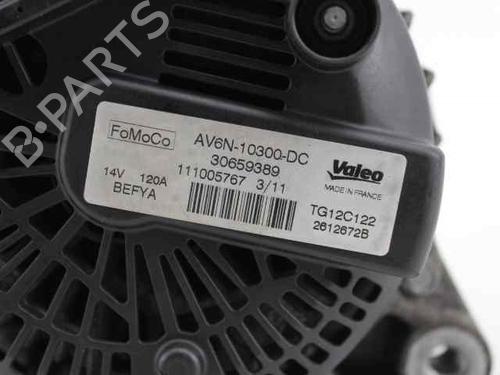 B-PARTS
FoMoCo
AV6N-10300-DC
30659389
14V 120A
111005767 3/11
BEFYA
Valeo
MADE IN FRANCE
TG12C122
2612672B